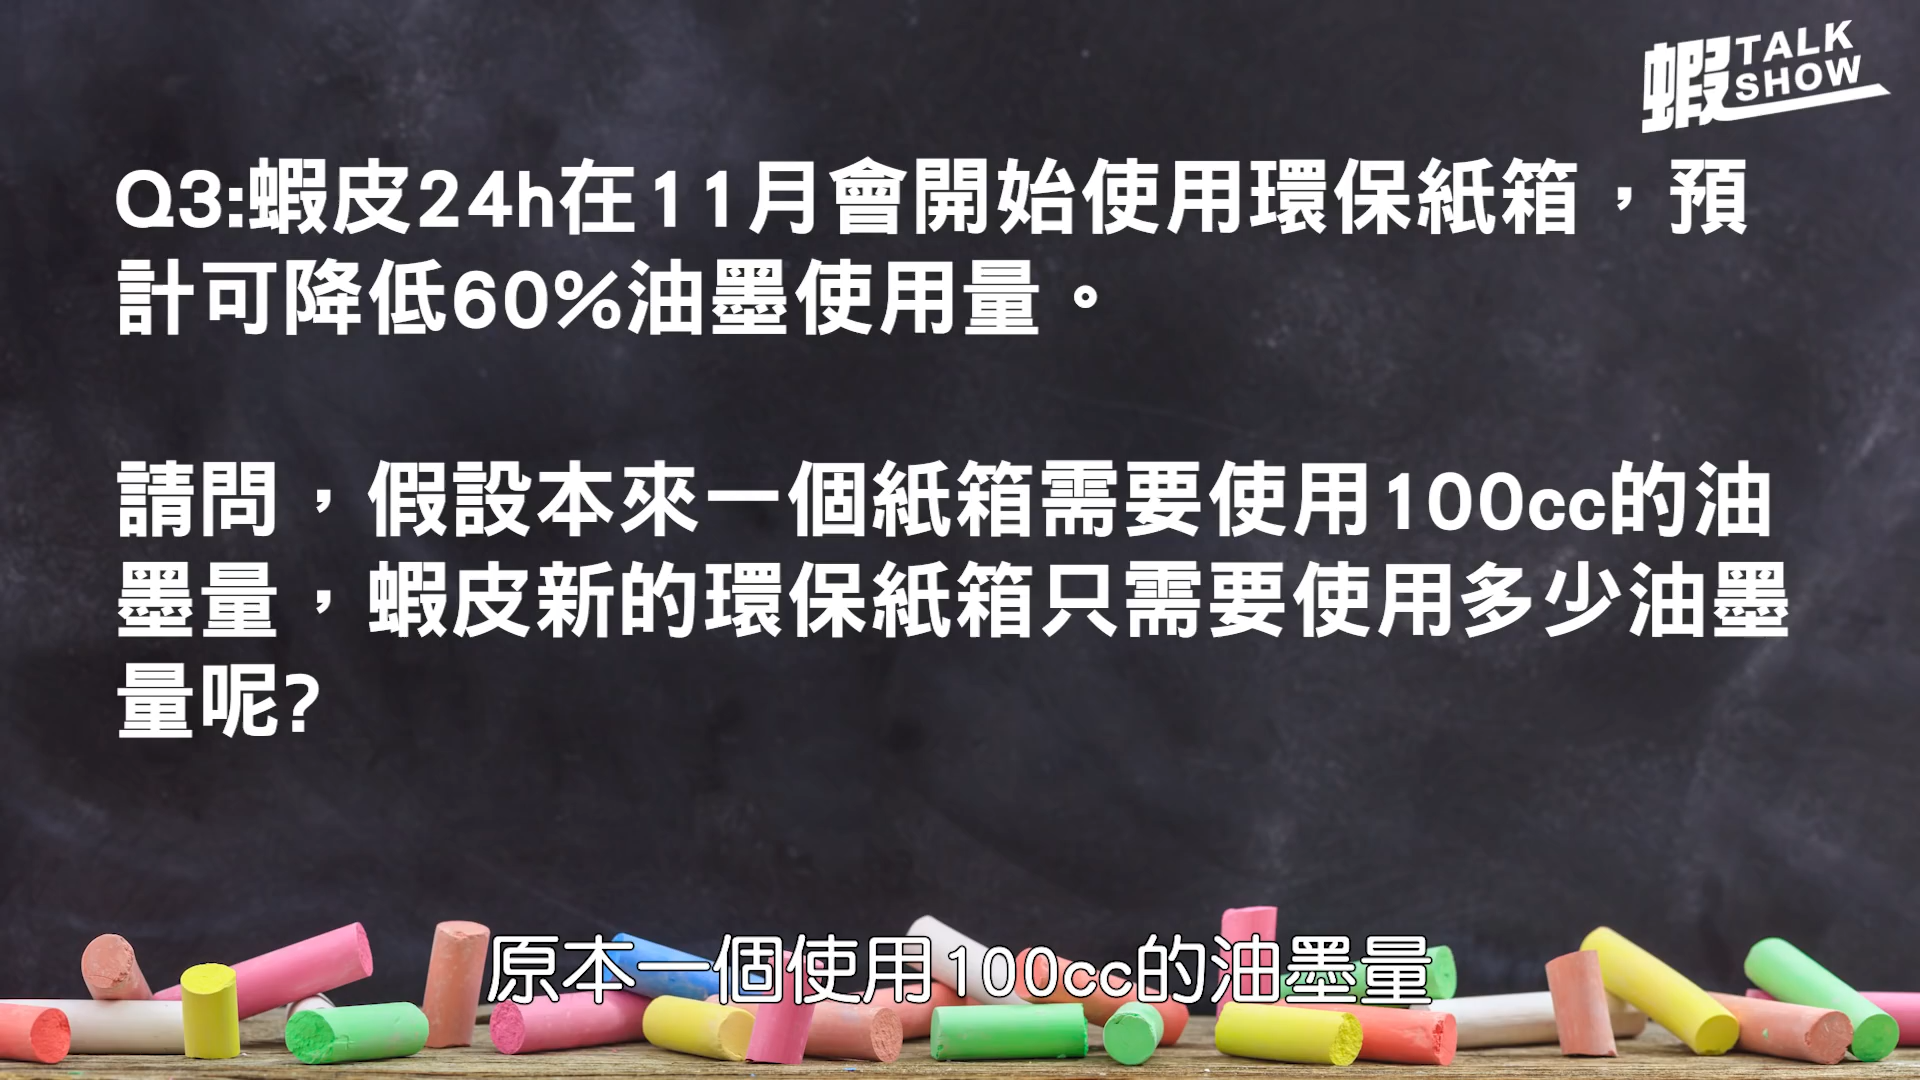 蝦TALK
SHOW
Q3:蝦皮24h在11月會開始使用環保紙箱，預
計可降低60%油墨使用量。
請問，假設本來一個紙箱需要使用100cc的油
墨量，蝦皮新的環保紙箱只需要使用多少油墨
量呢?
原本一個使用100cc的油墨量